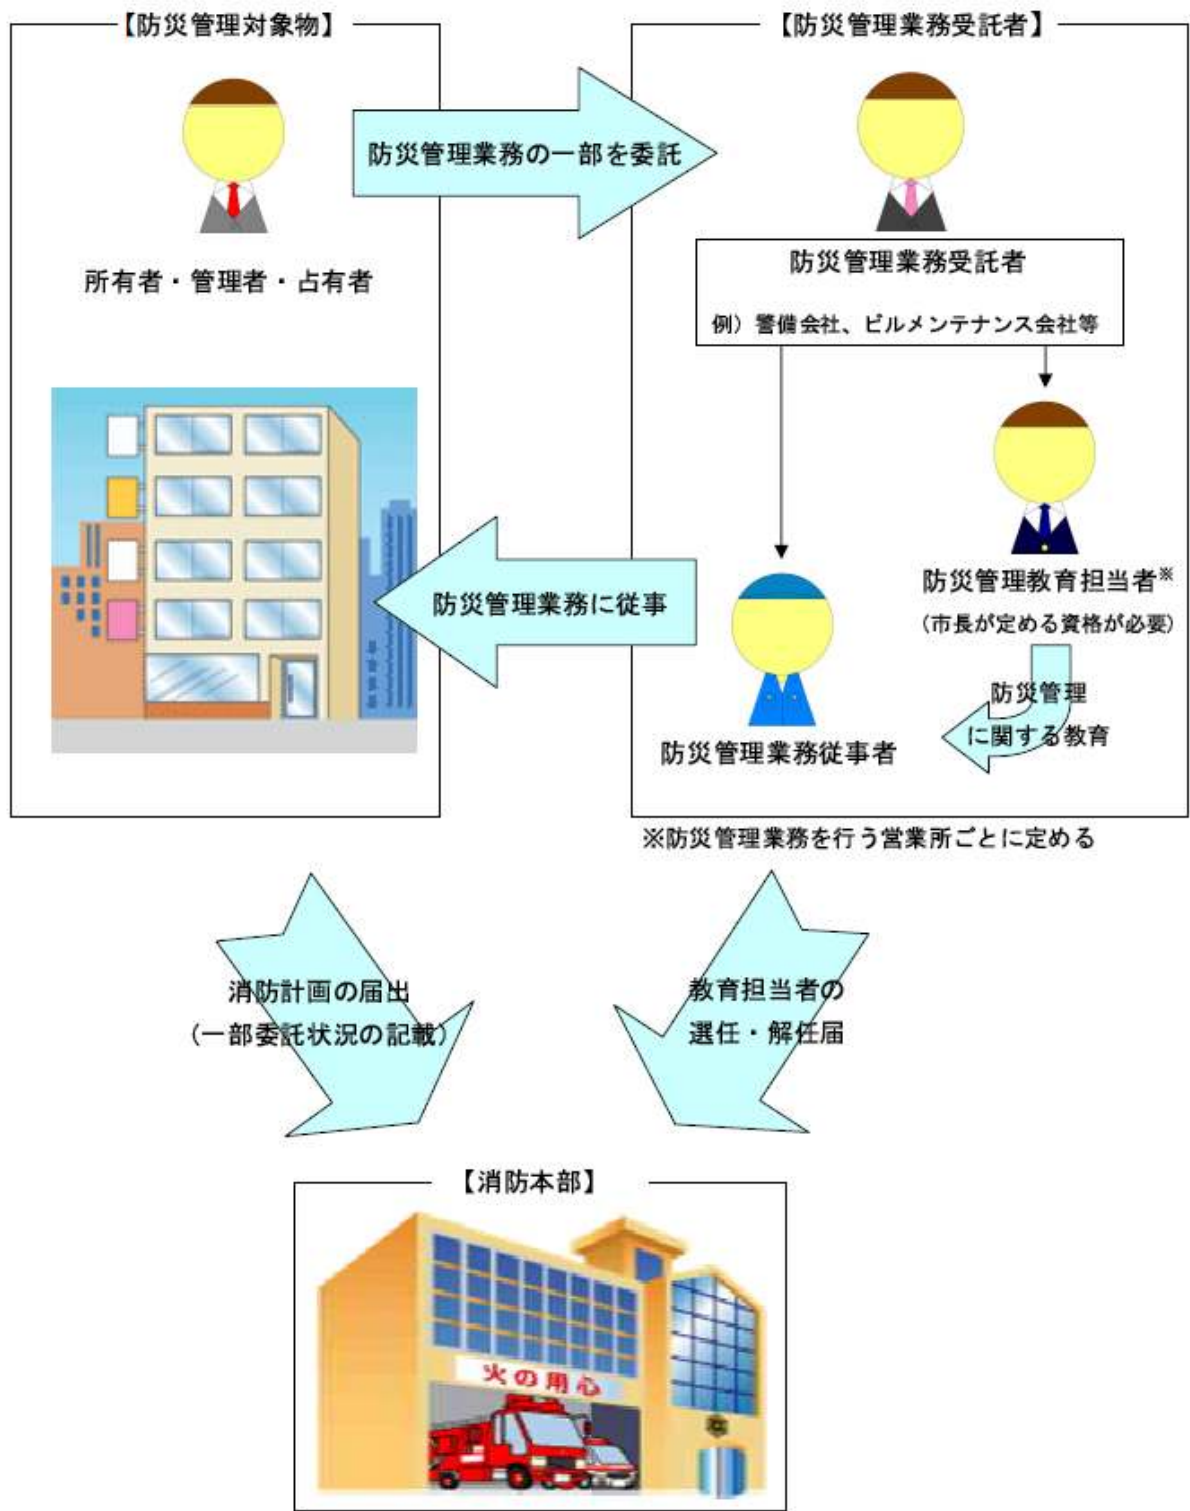 【防災管理対象物】
所有者・管理者・占有者
防災管理業務の一部を委託
【防災管理業務受託者】
防災管理業務受託者
例）警備会社、ビルメンテナンス会社等
防災管理教育担当者※
（市長が定める資格が必要）
防災管理
に関する教育
防災管理業務従事者
防災管理業務に従事
※防災管理業務を行う営業所ごとに定める
消防計画の届出
（一部委託状況の記載）
教育担当者の
選任・解任届
【消防本部】
火の用心